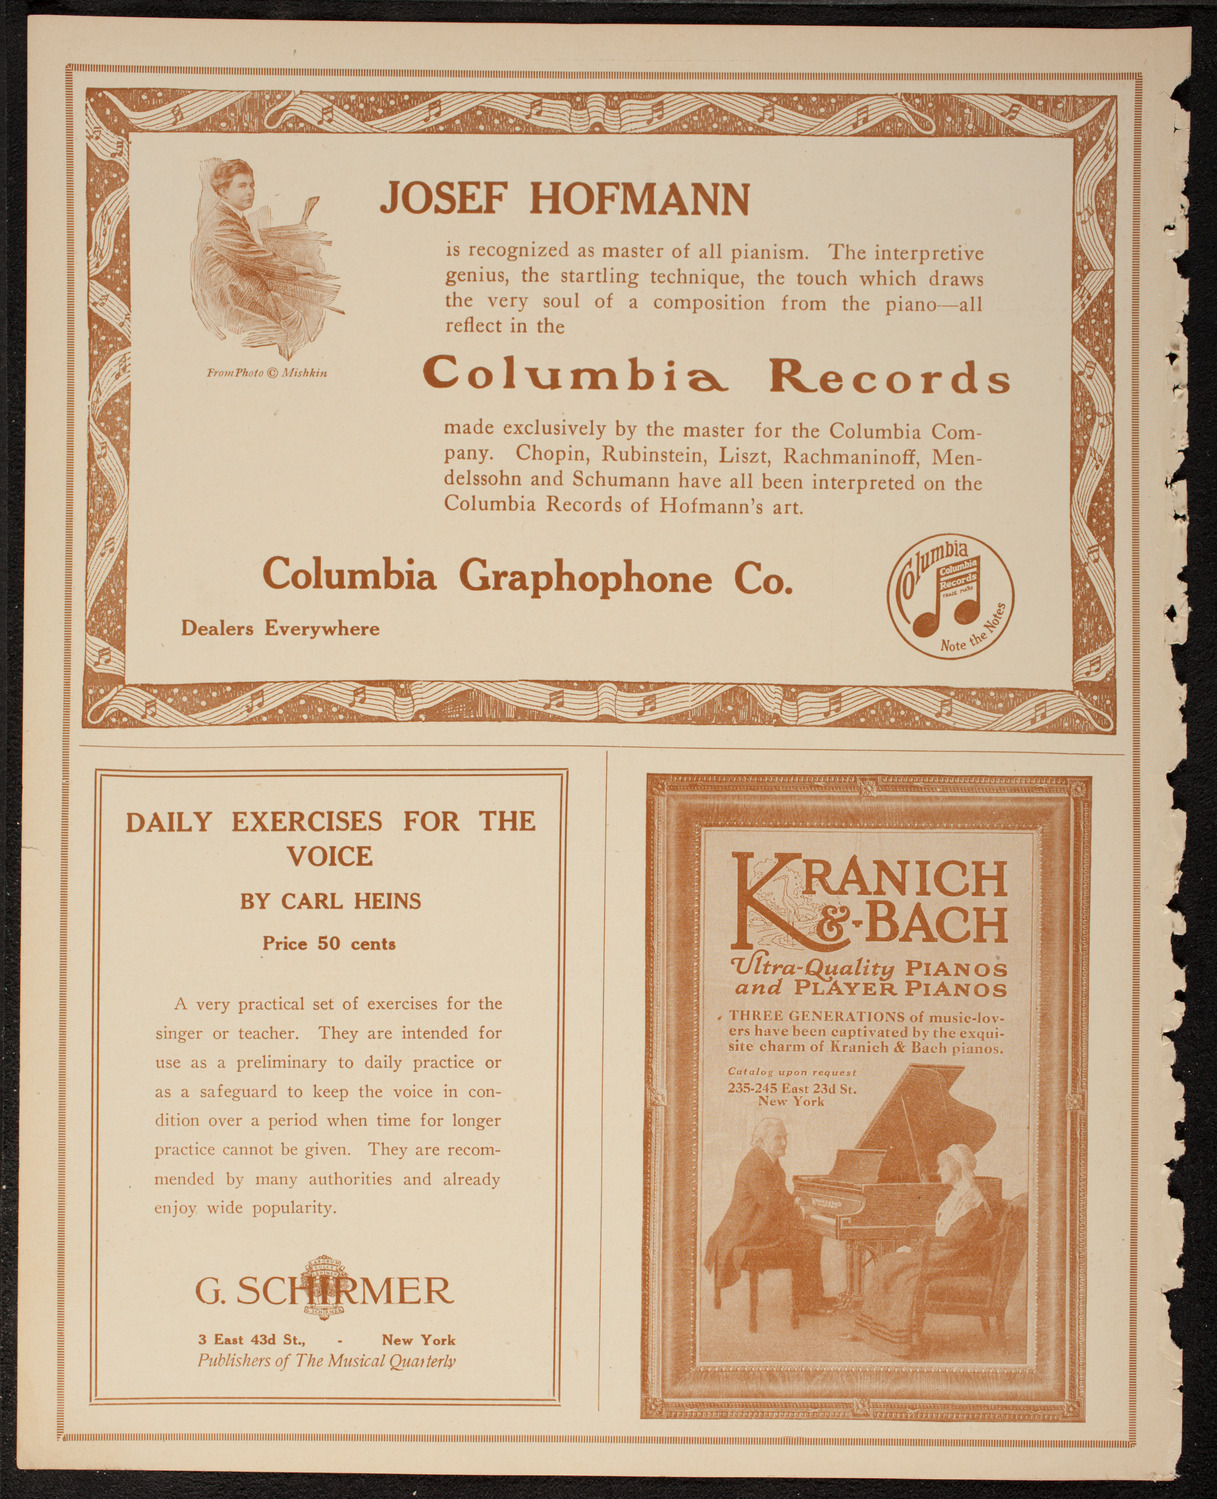 JOSEF HOFMANN
is recognized as master of all pianism. The interpretive
genius, the startling technique, the touch which draws
the very soul of a composition from the piano—all
reflect in the
From Photo © Mishkin
Columbia Records
made exclusively by the master for the Columbia Com-
pany. Chopin, Rubinstein, Liszt, Rachmaninoff, Men-
delssohn and Schumann have all been interpreted on the
Columbia Records of Hofmann's art.
Columbia Graphophone Co.
Dealers Everywhere
Columbia
Columbia
Records
TRADE MARK
Note the Notes
DAILY EXERCISES FOR THE
VOICE
BY CARL HEINS
Price 50 cents
A very practical set of exercises for the
singer or teacher. They are intended for
use as a preliminary to daily practice or
as a safeguard to keep the voice in con-
dition over a period when time for longer
practice cannot be given. They are recom-
mended by many authorities and already
enjoy wide popularity.
G. SCHIRMER
3 East 43d St., - New York
Publishers of The Musical Quarterly
KRANICH
&-BACH
Ultra-Quality PIANOS
and PLAYER PIANOS
THREE GENERATIONS of music-lov-
ers have been captivated by the exqui-
site charm of Kranich & Bach pianos.
Catalog upon request
235-245 East 23d St.
New York